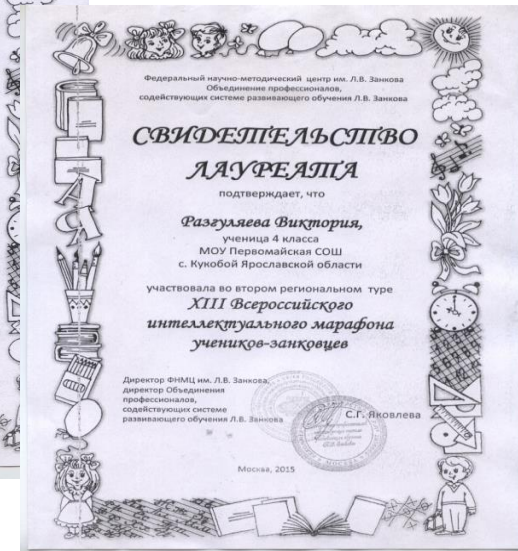 Федеральный научно-методический центр им. Л.В. Занкова
Объединение профессионалов,
содействующих системе развивающего обучения Л.В. Занкова
СВИДЕТЕЛЬСТВО
ЛАУРЕАТА
подтверждает, что
Разгуляева Виктория,
ученица 4 класса
МОУ Первомайская СОШ
с. Кукобой Ярославской области
участвовала во втором региональном туре
XIII Всероссийского
интеллектуального марафона
учеников-занковцев
Директор ФНМЦ им. Л.В. Занкова,
директор Объединения
профессионалов,
содействующих системе
развивающего обучения Л.В. Занкова
С.Г. Яковлева
Москва, 2015